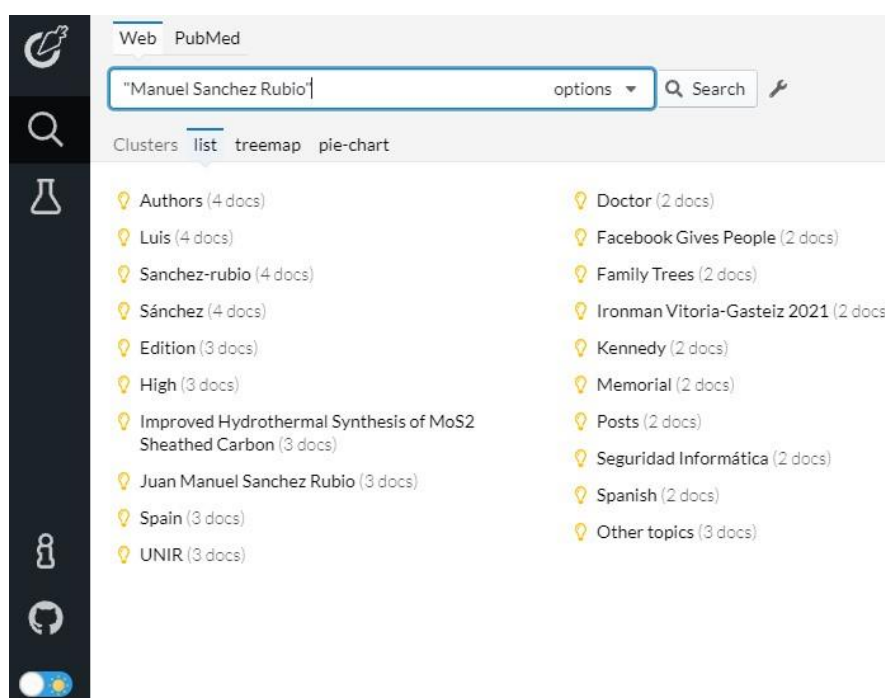 Web PubMed
"Manuel Sanchez Rubio" options Search
Clusters list treemap pie-chart
Authors (4 docs)
Luis (4 docs)
Sanchez-rubio (4 docs)
Sánchez (4 docs)
Edition (3 docs)
High (3 docs)
Improved Hydrothermal Synthesis of MoS2
Sheathed Carbon (3 docs)
Juan Manuel Sanchez Rubio (3 docs)
Spain (3 docs)
UNIR (3 docs)
Doctor (2 docs)
Facebook Gives People (2 docs)
Family Trees (2 docs)
Ironman Vitoria-Gasteiz 2021 (2 docs
Kennedy (2 docs)
Memorial (2 docs)
Posts (2 docs)
Seguridad Informática (2 docs)
Spanish (2 docs)
Other topics (3 docs)